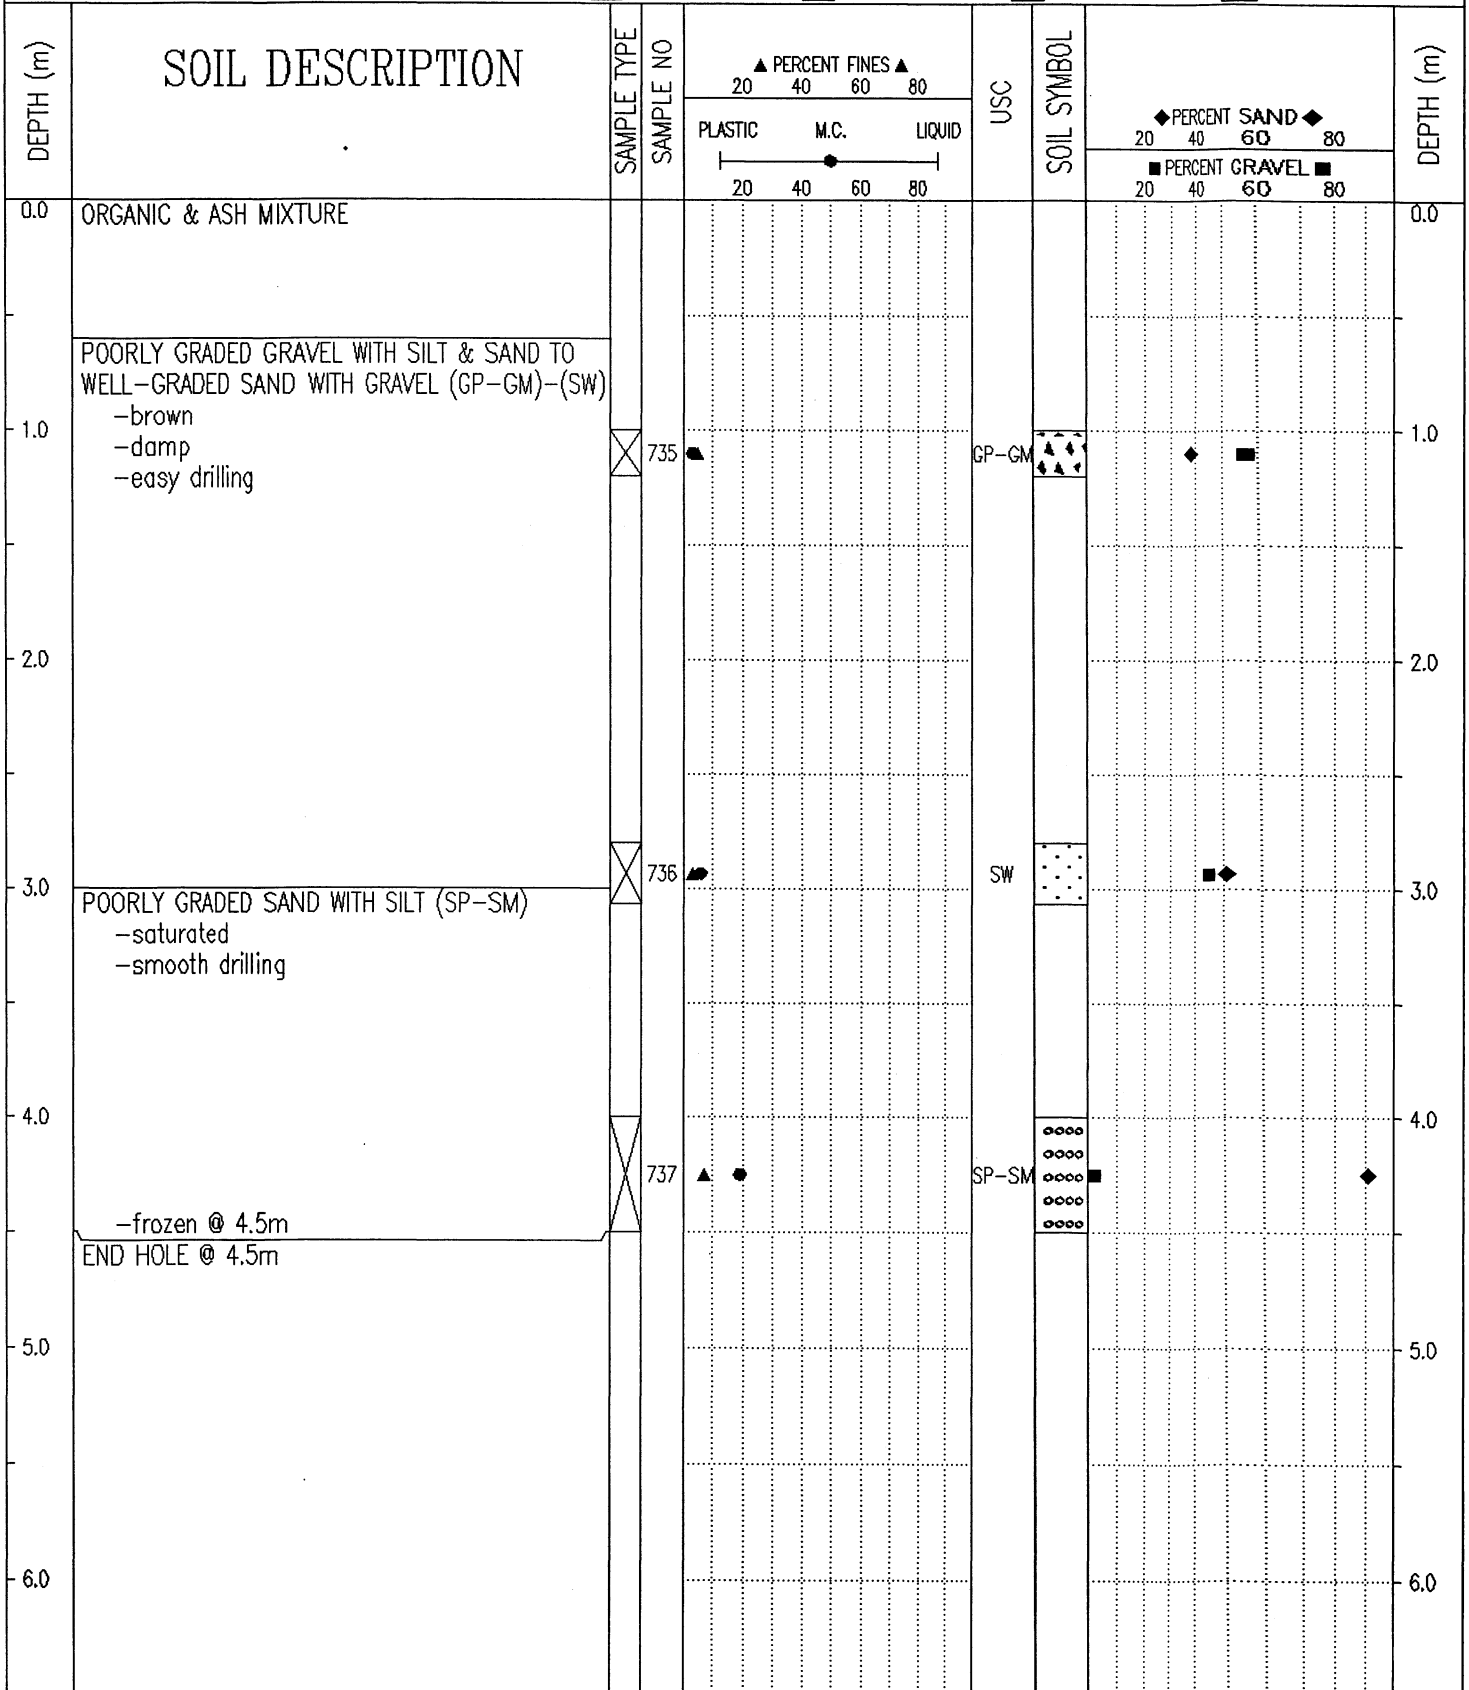 DEPTH (m)
SOIL DESCRIPTION
SAMPLE TYPE
SAMPLE NO
▲ PERCENT FINES ▲
20 40 60 80
PLASTIC M.C. LIQUID
20 40 60 80
USC
SOIL SYMBOL
◆PERCENT SAND◆
20 40 60 80
■PERCENT GRAVEL■
20 40 60 80
DEPTH (m)
0.0 ORGANIC & ASH MIXTURE 0.0
POORLY GRADED GRAVEL WITH SILT & SAND TO
WELL-GRADED SAND WITH GRAVEL (GP-GM)-(SW)
-brown
1.0 1.0
-damp 735 GP-GM
-easy drilling
2.0 2.0
736 SW
3.0 3.0
POORLY GRADED SAND WITH SILT (SP-SM)
-saturated
-smooth drilling
4.0 4.0
737 SP-SM
-frozen @ 4.5m
END HOLE @ 4.5m
5.0 5.0
6.0 6.0